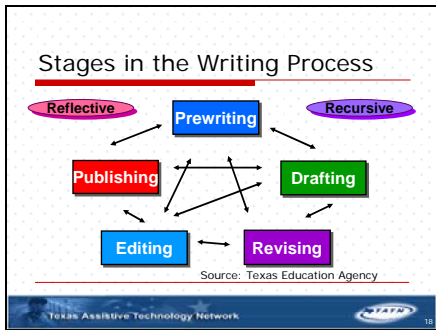 Stages in the Writing Process
Reflective
Recursive
Prewriting
Publishing
Drafting
Editing
Revising
Source: Texas Education Agency
Texas Assistive Technology Network
TATN
18